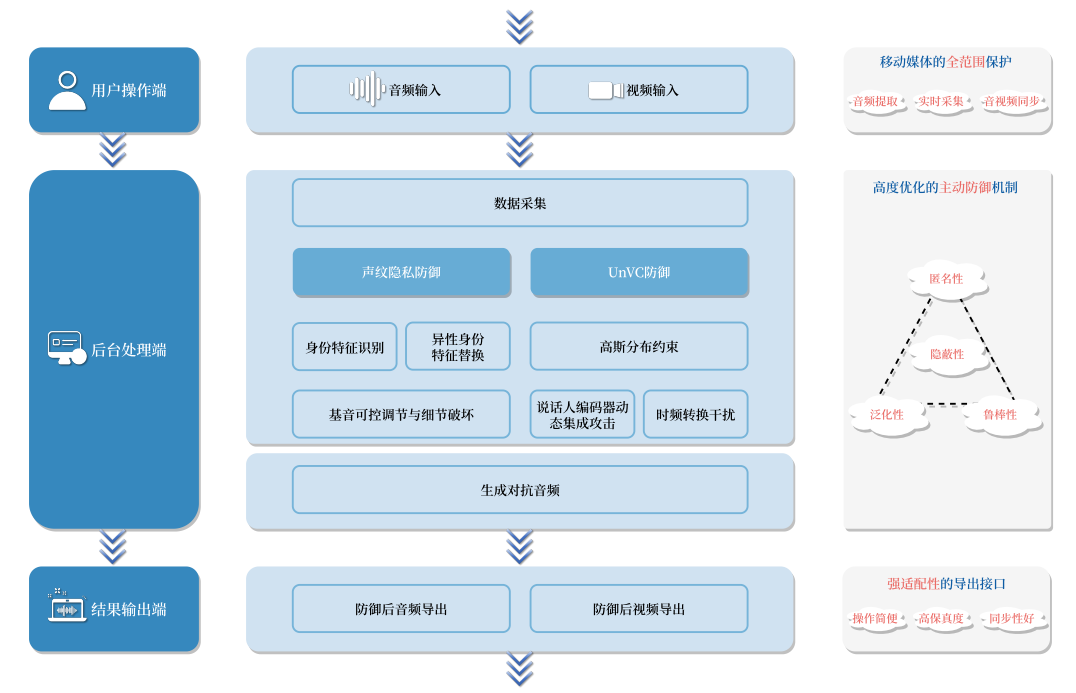 用户操作端
音频输入
视频输入
移动媒体的全范围保护
音频提取
实时采集
音视频同步
后台处理端
数据采集
声纹隐私防御
UnVC防御
身份特征识别
异性身份
特征替换
高斯分布约束
基音可控调节与细节破坏
说话人编码器动
态集成攻击
时频转换干扰
生成对抗音频
高度优化的主动防御机制
匿名性
隐蔽性
泛化性
鲁棒性
结果输出端
防御后音频导出
防御后视频导出
强适配性的导出接口
操作简便
高保真度
同步性好